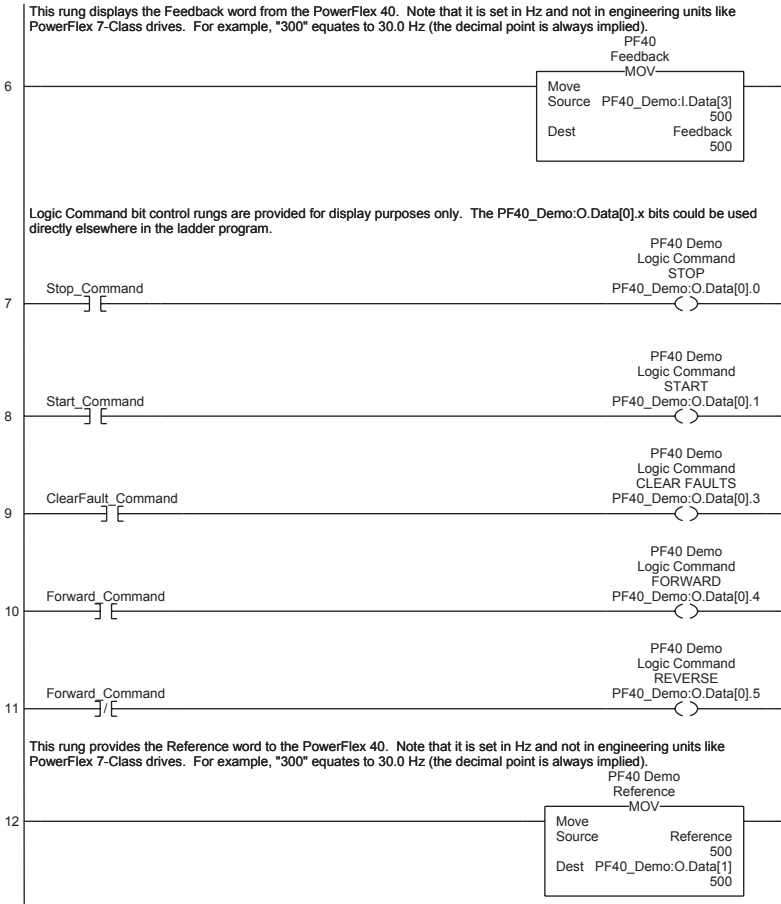 This rung displays the Feedback word from the PowerFlex 40. Note that it is set in Hz and not in engineering units like
PowerFlex 7-Class drives. For example, "300" equates to 30.0 Hz (the decimal point is always implied).
PF40
Feedback
MOV
6
Move
Source PF40_Demo:I.Data[3]
500
Dest Feedback
500
Logic Command bit control rungs are provided for display purposes only. The PF40_Demo:O.Data[0].x bits could be used
directly elsewhere in the ladder program.
PF40 Demo
Logic Command
STOP
Stop_Command PF40_Demo:O.Data[0].0
7
PF40 Demo
Logic Command
START
Start_Command PF40_Demo:O.Data[0].1
8
PF40 Demo
Logic Command
CLEAR FAULTS
ClearFault_Command PF40_Demo:O.Data[0].3
9
PF40 Demo
Logic Command
FORWARD
Forward_Command PF40_Demo:O.Data[0].4
10
PF40 Demo
Logic Command
REVERSE
Forward_Command PF40_Demo:O.Data[0].5
11
This rung provides the Reference word to the PowerFlex 40. Note that it is set in Hz and not in engineering units like
PowerFlex 7-Class drives. For example, "300" equates to 30.0 Hz (the decimal point is always implied).
PF40 Demo
Reference
MOV
12
Move
Source Reference
500
Dest PF40_Demo:O.Data[1]
500